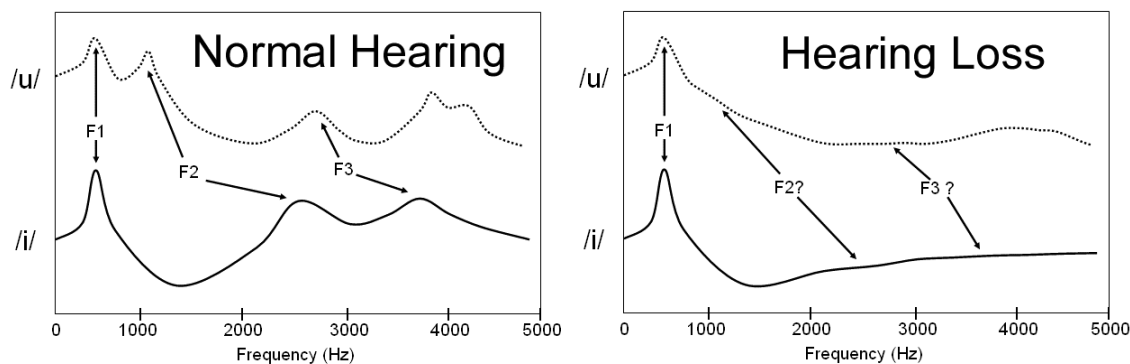 Normal Hearing
/u/
F1
F2
F3
/i/
0 1000 2000 3000 4000 5000
Frequency (Hz)
Hearing Loss
/u/
F1
F2?
F3 ?
/i/
0 1000 2000 3000 4000 5000
Frequency (Hz)